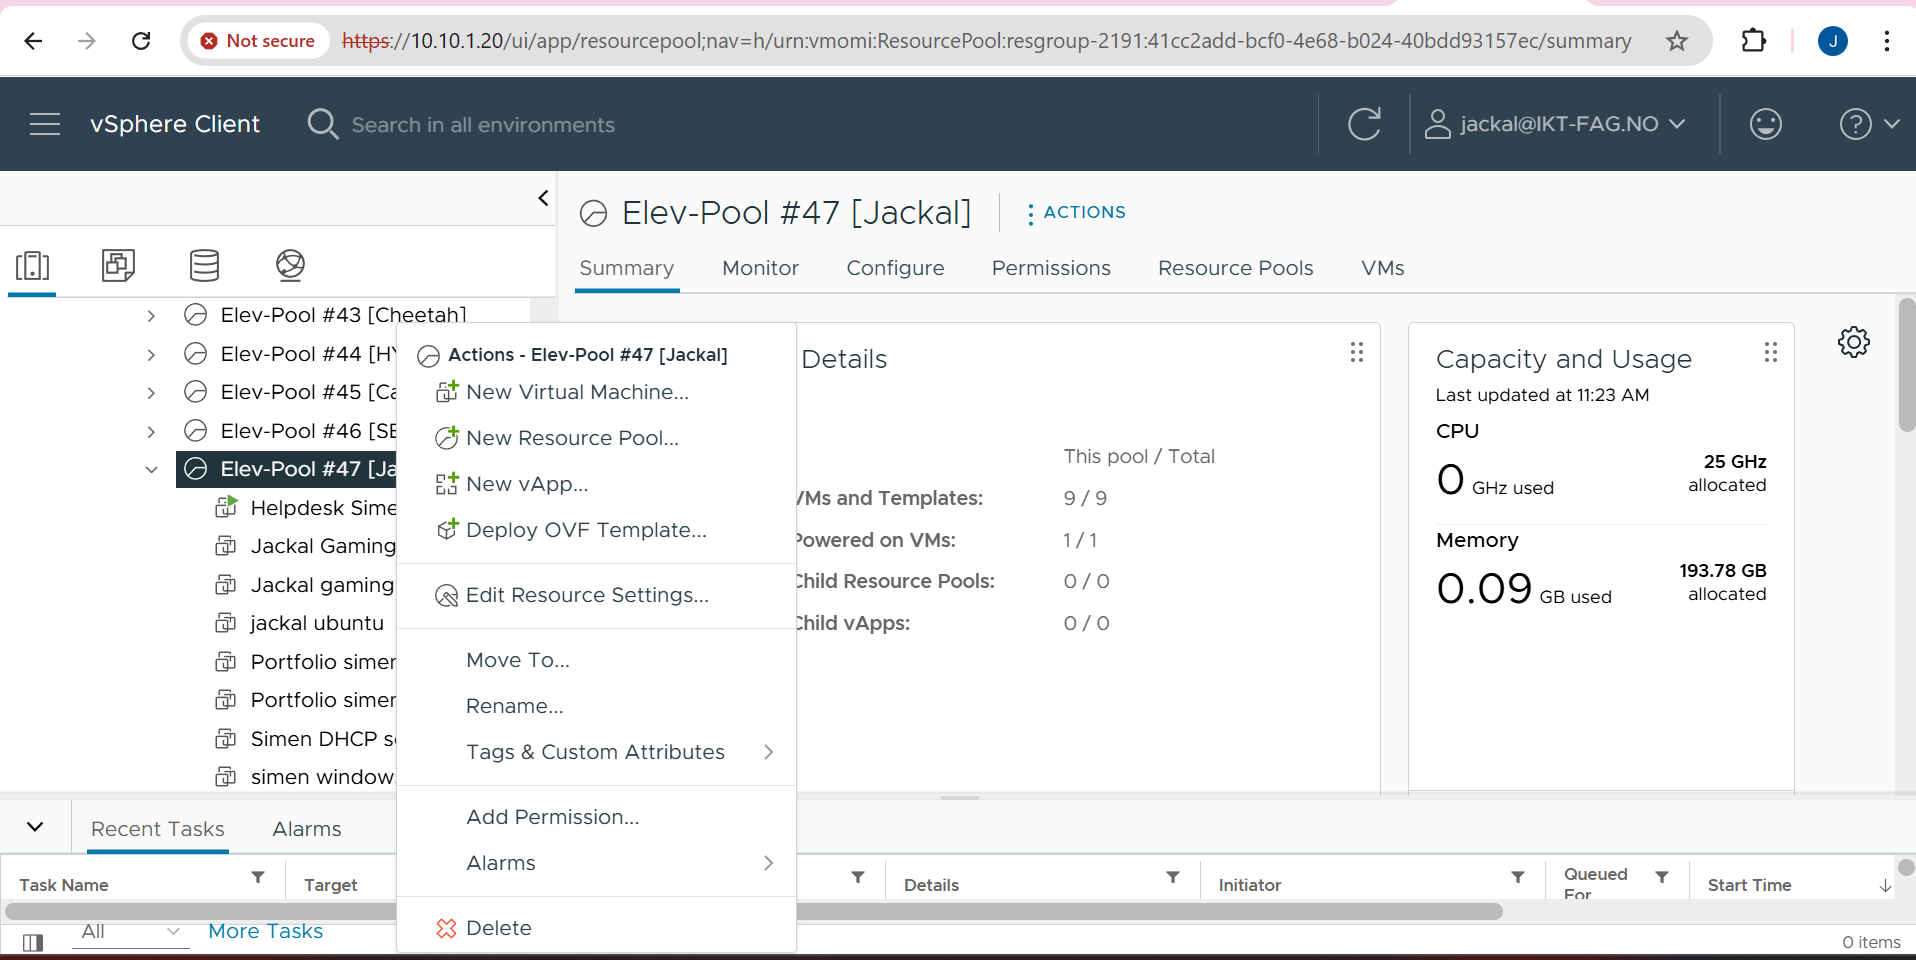 Not secure
https://10.10.1.20/ui/app/resourcepool;nav=h/urn:vmomi:ResourcePool:resgroup-2191:41cc2add-bcf0-4e68-b024-40bdd93157ec/summary
J
vSphere Client
Search in all environments
jackal@IKT-FAG.NO
Elev-Pool #47 [Jackal]
ACTIONS
Summary
Monitor
Configure
Permissions
Resource Pools
VMs
Elev-Pool #43 [Cheetah]
Elev-Pool #44 [HY
Elev-Pool #45 [Ca
Elev-Pool #46 [SE
Elev-Pool #47 [Ja
Helpdesk Sime
Jackal Gaming
Jackal gaming
jackal ubuntu
Portfolio simen
Portfolio simen
Simen DHCP se
simen window
Actions - Elev-Pool #47 [Jackal]
New Virtual Machine...
New Resource Pool...
New vApp...
Deploy OVF Template...
Edit Resource Settings...
Move To...
Rename...
Tags & Custom Attributes
Add Permission...
Alarms
Delete
Details
This pool / Total
VMs and Templates: 9 / 9
Powered on VMs: 1 / 1
Child Resource Pools: 0 / 0
Child vApps: 0 / 0
Capacity and Usage
Last updated at 11:23 AM
CPU
0 GHz used
25 GHz
allocated
Memory
0.09 GB used
193.78 GB
allocated
Recent Tasks
Alarms
Task Name
Target
Details
Initiator
Queued
For
Start Time
All
More Tasks
0 items